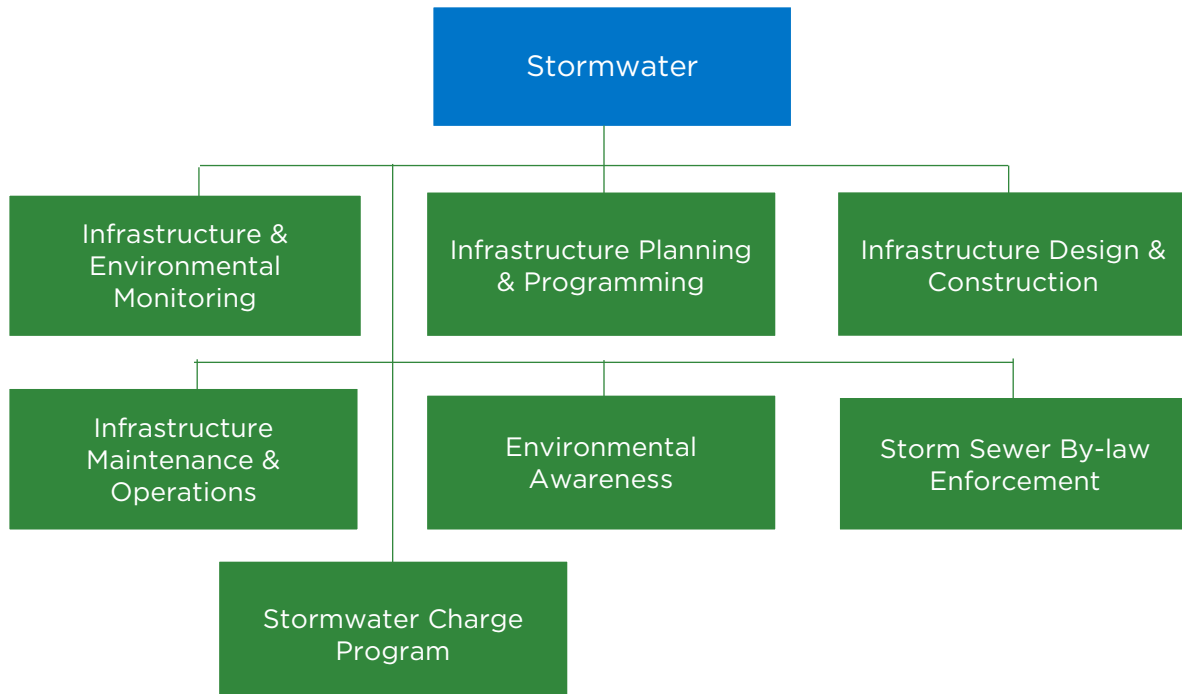 Stormwater
Infrastructure &
Environmental
Monitoring
Infrastructure Planning
& Programming
Infrastructure Design &
Construction
Infrastructure
Maintenance &
Operations
Environmental
Awareness
Storm Sewer By-law
Enforcement
Stormwater Charge
Program